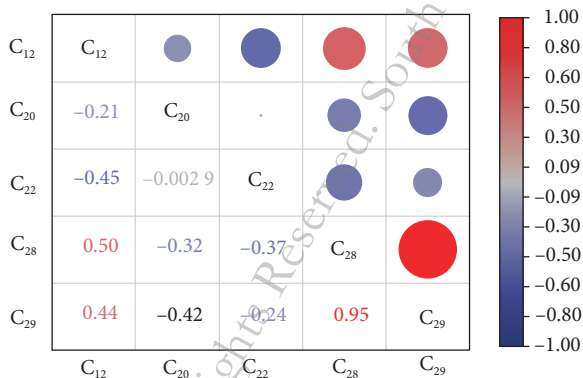 C₁₂ C₁₂ 1.00
0.80
C₂₀ –0.21 C₂₀ 0.60
0.50
0.30
C₂₂ –0.45 –0.002 9 C₂₂ 0.09
–0.09
–0.30
C₂₈ 0.50 –0.32 –0.37 C₂₈ –0.50
–0.60
C₂₉ 0.44 –0.42 –0.24 0.95 C₂₉ –0.80
–1.00
C₁₂ C₂₀ C₂₂ C₂₈ C₂₉
ights Reserved. South